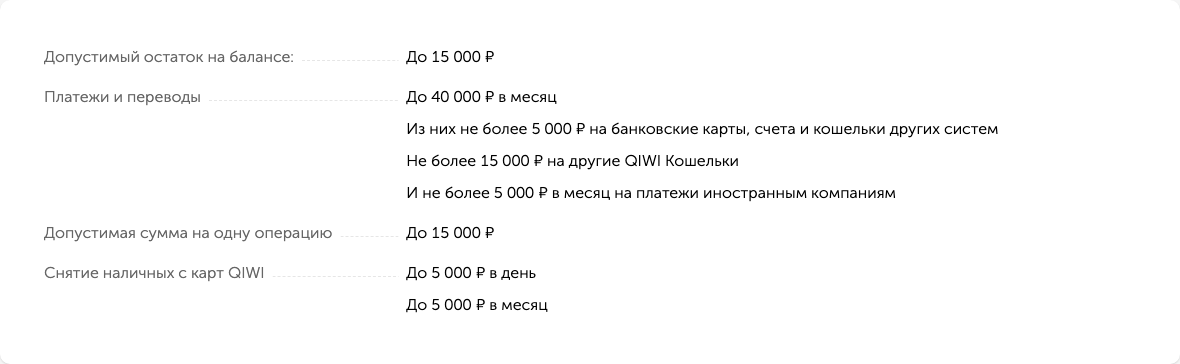 Допустимый остаток на балансе: До 15 000 ₽
Платежи и переводы До 40 000 ₽ в месяц
Из них не более 5 000 ₽ на банковские карты, счета и кошельки других систем
Не более 15 000 ₽ на другие QIWI Кошельки
И не более 5 000 ₽ в месяц на платежи иностранным компаниям
Допустимая сумма на одну операцию До 15 000 ₽
Снятие наличных с карт QIWI До 5 000 ₽ в день
До 5 000 ₽ в месяц